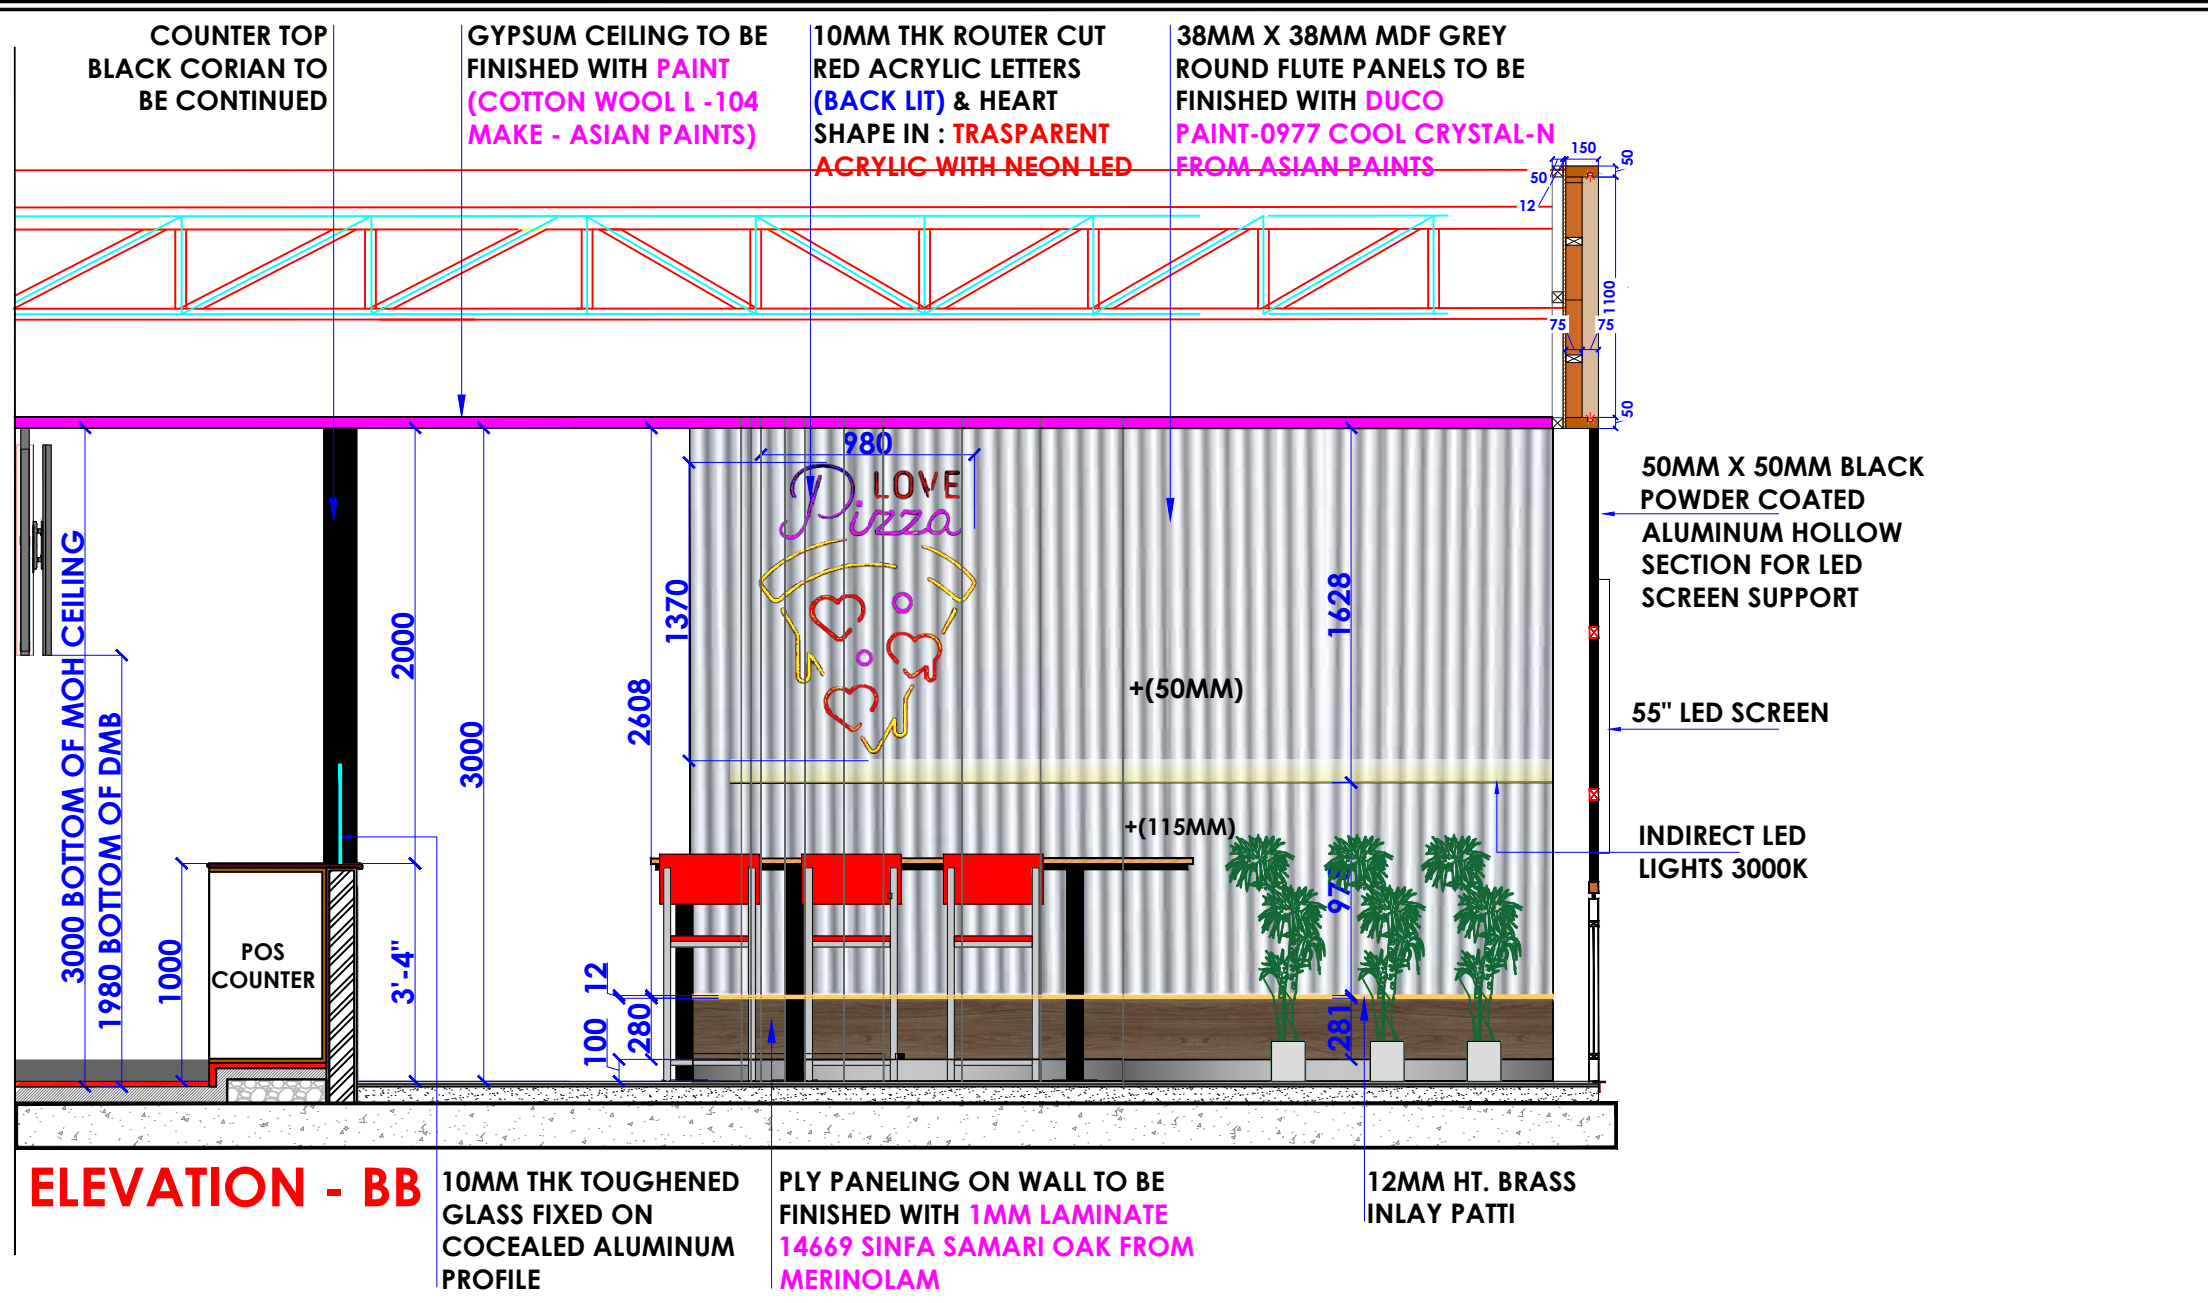 COUNTER TOP
BLACK CORIAN TO
BE CONTINUED
GYPSUM CEILING TO BE
FINISHED WITH PAINT
(COTTON WOOL L -104
MAKE - ASIAN PAINTS)
10MM THK ROUTER CUT
RED ACRYLIC LETTERS
(BACK LIT) & HEART
SHAPE IN : TRASPARENT
ACRYLIC WITH NEON LED
38MM X 38MM MDF GREY
ROUND FLUTE PANELS TO BE
FINISHED WITH DUCO
PAINT-0977 COOL CRYSTAL-N
FROM ASIAN PAINTS
150
50
50
12
1100
75
75
50
980
LOVE
Pizza
1370
1628
2608
2000
3000
3000 BOTTOM OF MOH CEILING
1980 BOTTOM OF DMB
+(50MM)
+(115MM)
50MM X 50MM BLACK
POWDER COATED
ALUMINUM HOLLOW
SECTION FOR LED
SCREEN SUPPORT
55" LED SCREEN
INDIRECT LED
LIGHTS 3000K
1000
POS
COUNTER
3'-4"
12
100
280
281
ELEVATION - BB
10MM THK TOUGHENED
GLASS FIXED ON
COCEALED ALUMINUM
PROFILE
PLY PANELING ON WALL TO BE
FINISHED WITH 1MM LAMINATE
14669 SINFA SAMARI OAK FROM
MERINOLAM
12MM HT. BRASS
INLAY PATTI